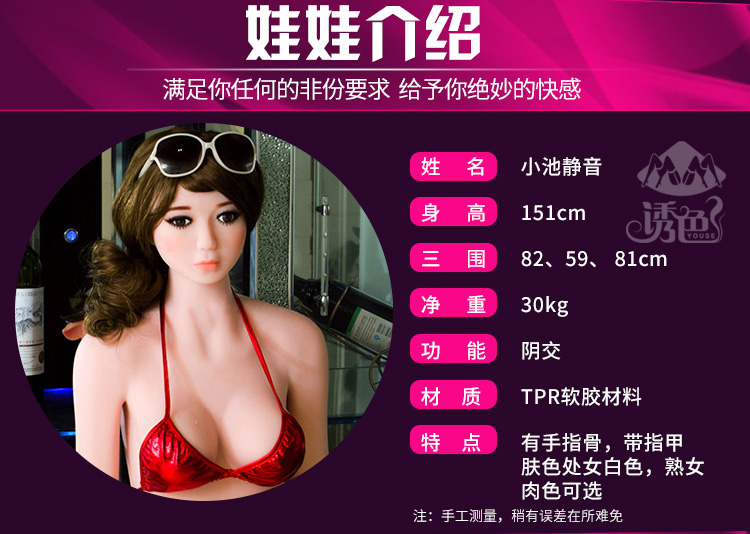 娃娃介绍
满足你任何的非份要求 给予你绝妙的快感
姓 名 小池静音
身 高 151cm
诱色
YOUSE
三 围 82、59、81cm
净 重 30kg
功 能 阴交
材 质 TPR软胶材料
特 点 有手指骨，带指甲
肤色处女白色，熟女
肉色可选
注：手工测量，稍有误差在所难免